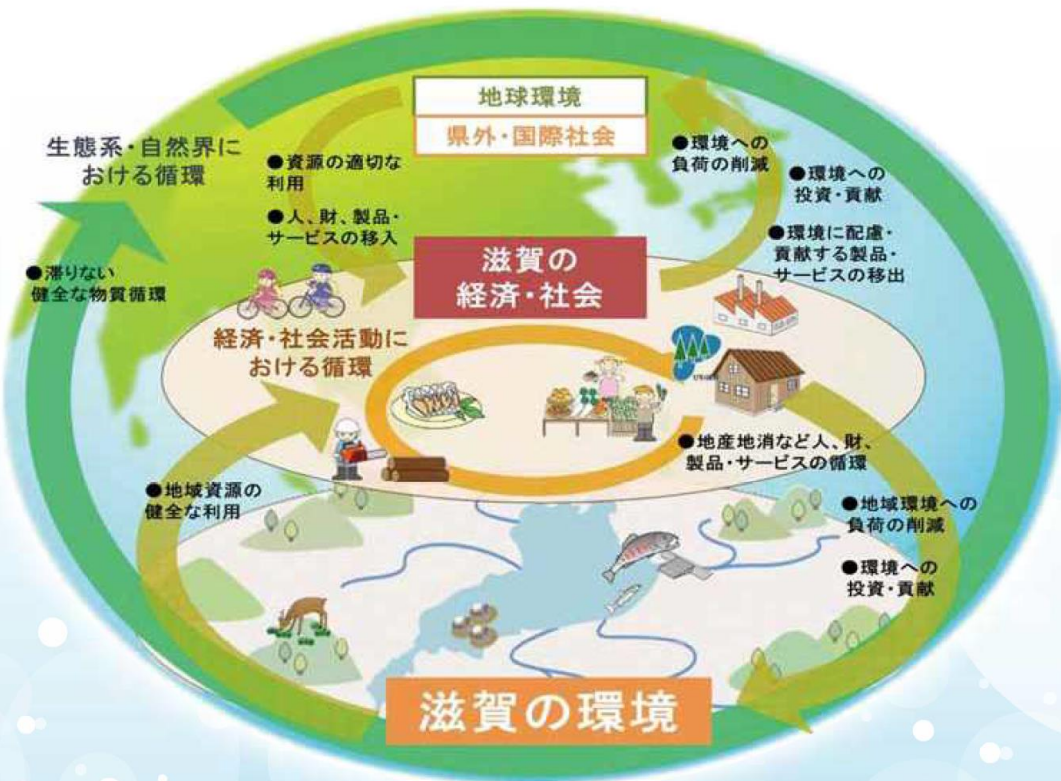 地球環境
県外・国際社会
生態系・自然界に
おける循環
●資源の適切な
利用
●人、財、製品・
サービスの移入
●環境への
負荷の削減
●環境への
投資・貢献
●環境に配慮・
貢献する製品・
サービスの移出
●滞りない
健全な物質循環
滋賀の
経済・社会
経済・社会活動に
おける循環
●地産地消など人、財、
製品・サービスの循環
●地域資源の
健全な利用
●地域環境への
負荷の削減
●環境への
投資・貢献
滋賀の環境